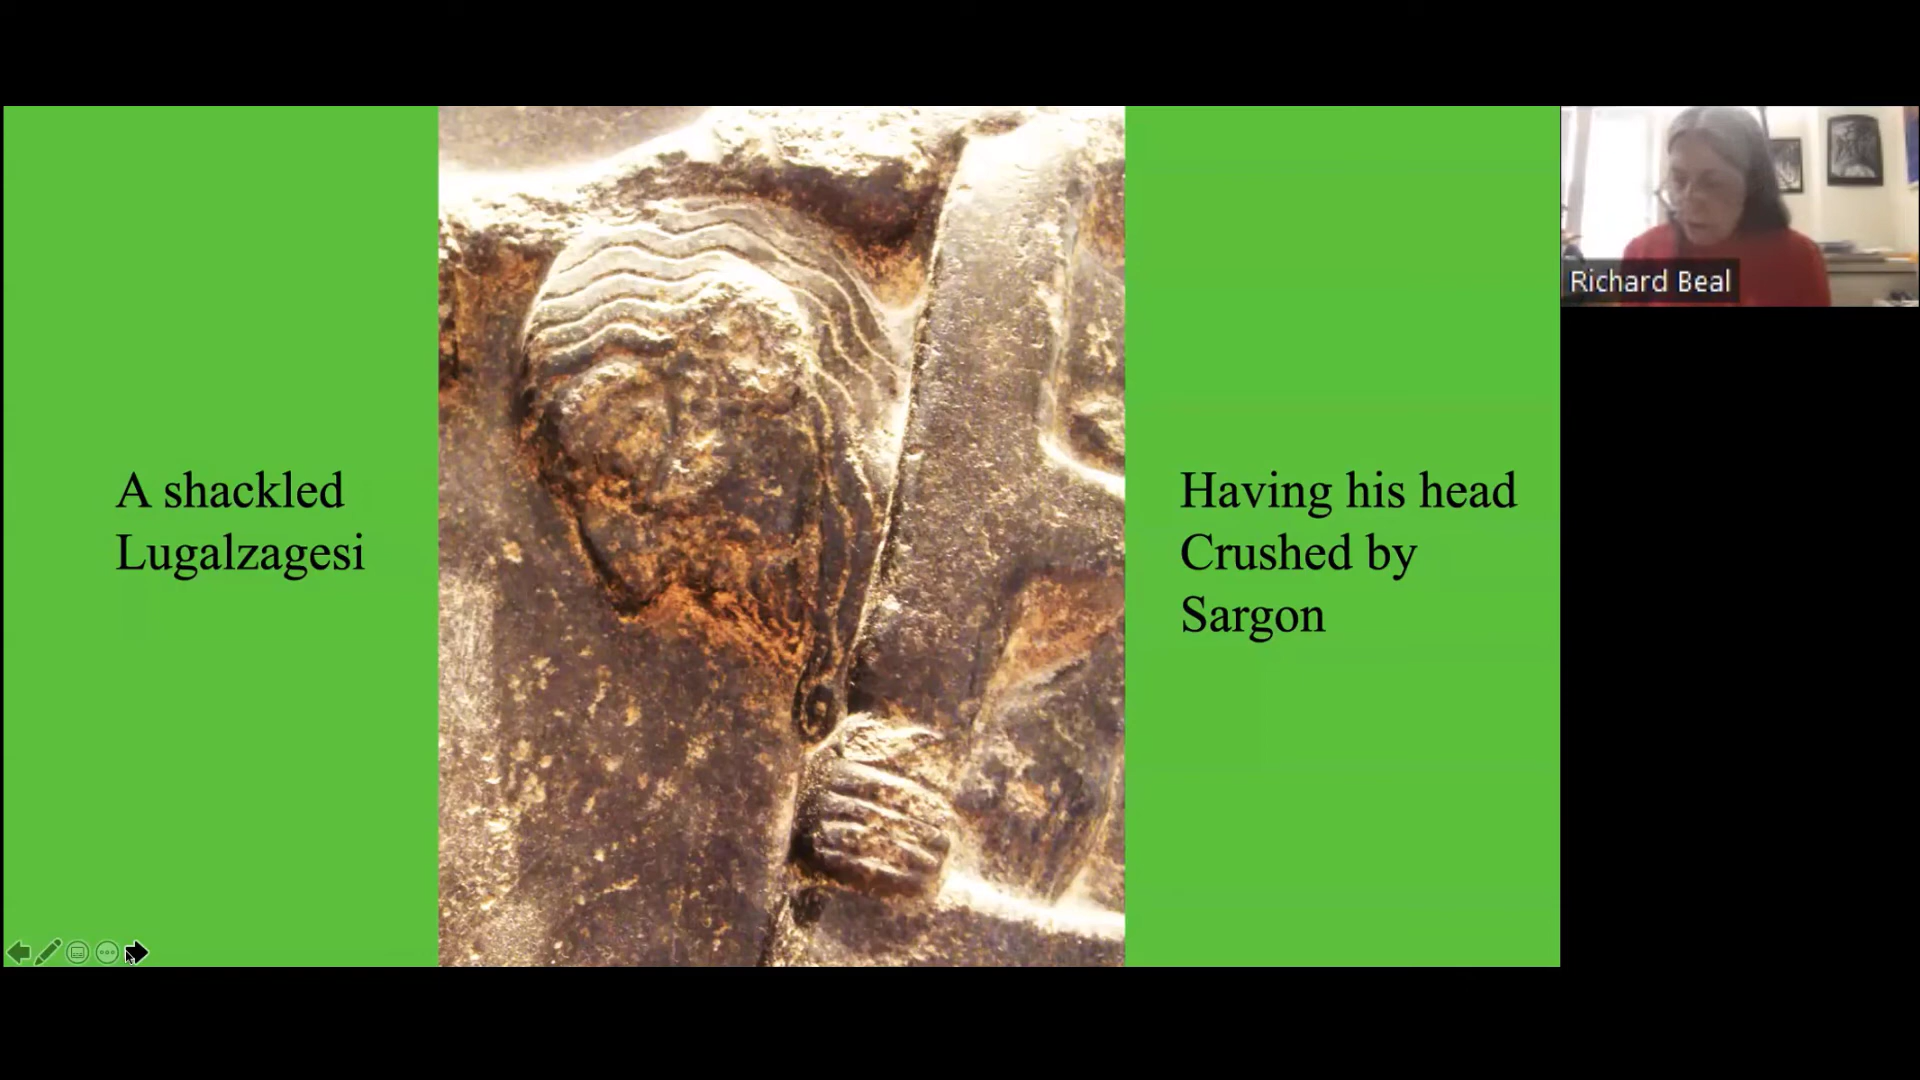 A shackled
Lugalzagesi
Having his head
Crushed by
Sargon
Richard Beal